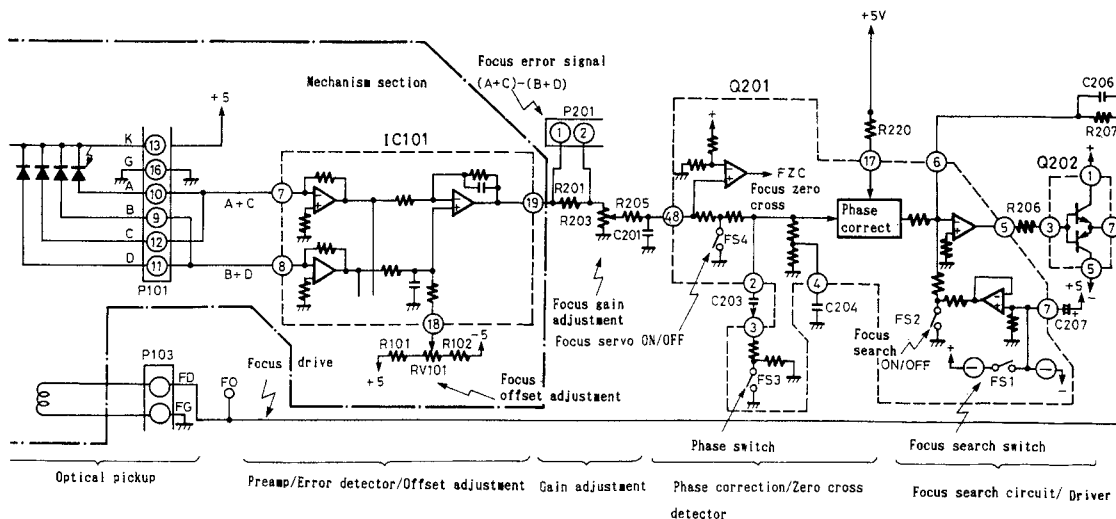 +5V
Focus error signal
(A+C)-(B+D)
Mechanism section
Q201
C206
P201
R207
+5
1
2
R220
+
IC101
K
13
G
16
A
10
B
9
C
12
D
11
P101
A+C
7
B+D
8
19
R201
R203
R205
C201
48
FZC
Focus zero
cross
17
6
Q202
1
FS4
Phase
correct
5
R206
3
7
5
+5
-
2
4
C203
C204
3
FS3
FS2
7
C207
+
Focus
search
ON/OFF
FS1
+
-
Focus gain
adjustment
Focus servo ON/OFF
18
R101
R102
-5
+5
RV101
Focus
offset adjustment
P103
FD
FG
FO
Focus drive
Phase switch
Focus search switch
Optical pickup
Preamp/Error detector/Offset adjustment
Gain adjustment
Phase correction/Zero cross
detector
Focus search circuit/ Driver